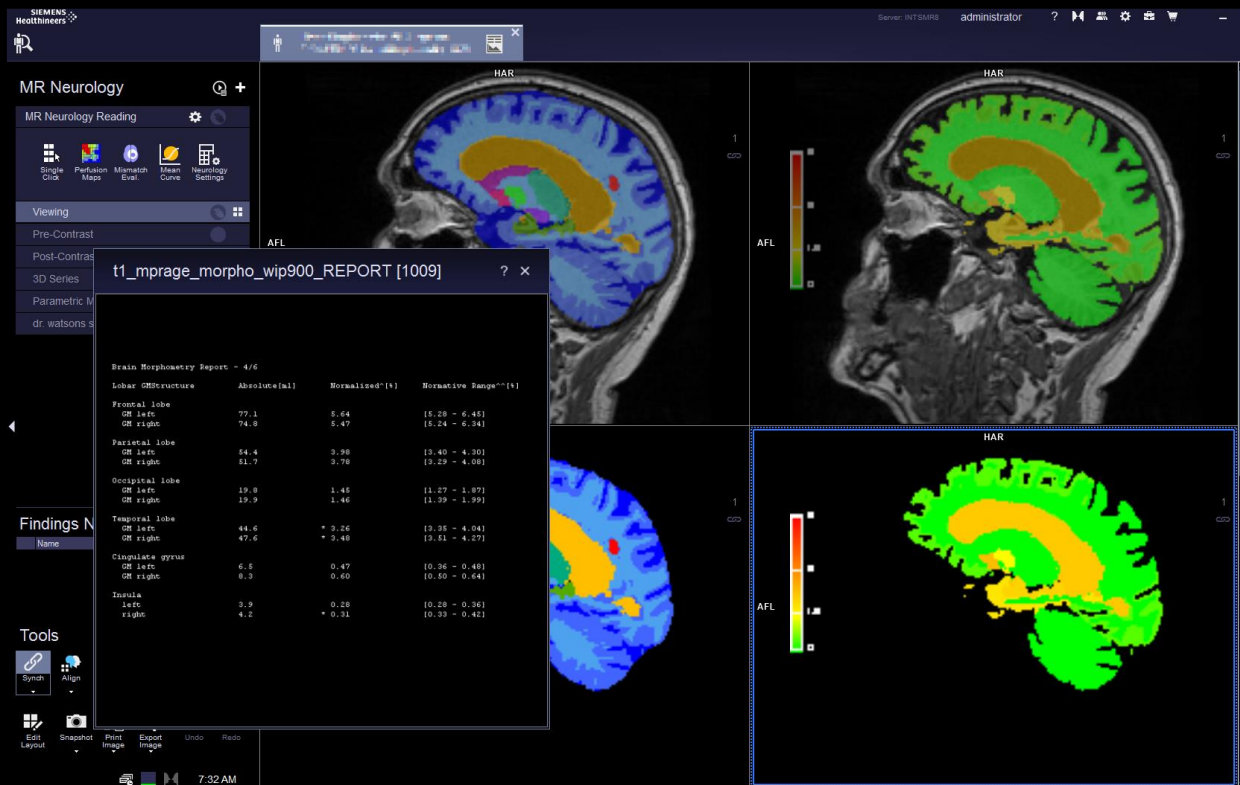 SIEMENS
Healthineers
Server: INTSMR8 administrator ?
MR Neurology
MR Neurology Reading
Single Click
Perfusion Maps
Mismatch Eval.
Mean Curve
Neurology Settings
Viewing
Pre-Contrast
Post-Contras
3D Series
Parametric M
dr. watsons s
Findings N
Name
Tools
Synch
Align
Edit Layout
Snapshot
Print Image
Export Image
Undo
Redo
7:32 AM
HAR
AFL
1
HAR
AFL
1
t1_mprage_morpho_wip900_REPORT [1009] ? ×
Brain Morphometry Report - 4/6
Lobar GMStructure Absolute[ml] Normalized^[%] Normative Range^^[%]
Frontal lobe
GM left 77.1 5.64 [5.28 - 6.45]
GM right 74.8 5.47 [5.24 - 6.34]
Parietal lobe
GM left 54.4 3.98 [3.40 - 4.30]
GM right 51.7 3.78 [3.29 - 4.08]
Occipital lobe
GM left 19.8 1.45 [1.27 - 1.87]
GM right 19.9 1.46 [1.39 - 1.99]
Temporal lobe
GM left 44.6 * 3.26 [3.35 - 4.04]
GM right 47.6 * 3.48 [3.51 - 4.27]
Cingulate gyrus
GM left 6.5 0.47 [0.36 - 0.48]
GM right 8.3 0.60 [0.50 - 0.64]
Insula
left 3.9 0.28 [0.28 - 0.36]
right 4.2 * 0.31 [0.33 - 0.42]
1
HAR
AFL
1